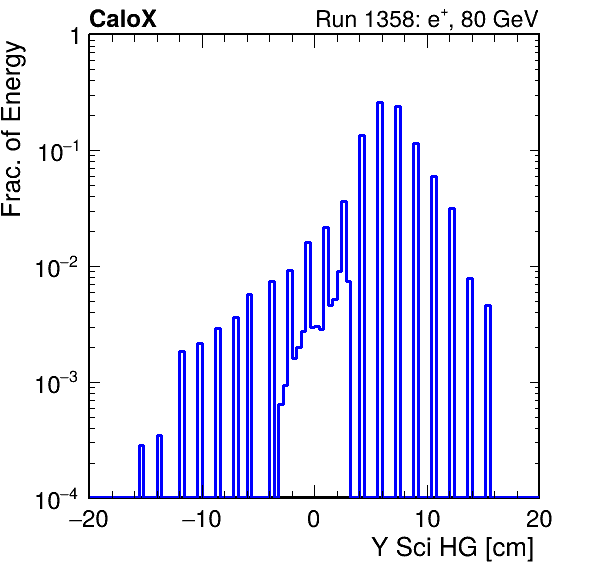 CaloX Run 1358: e⁺, 80 GeV
Frac. of Energy
1
10⁻¹
10⁻²
10⁻³
10⁻⁴
−20 −10 0 10 20
Y Sci HG [cm]